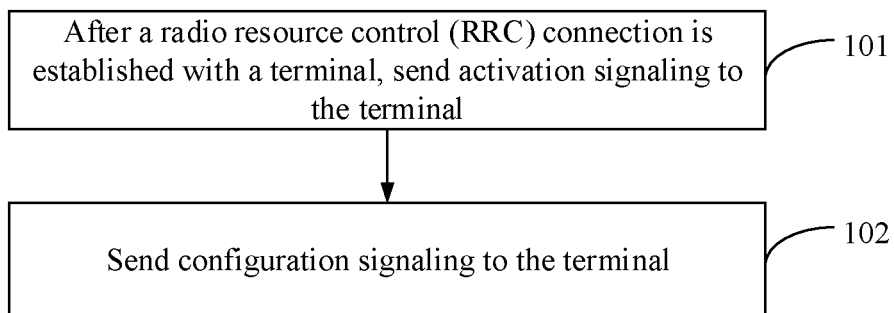 After a radio resource control (RRC) connection is
established with a terminal, send activation signaling to
the terminal
101
Send configuration signaling to the terminal
102